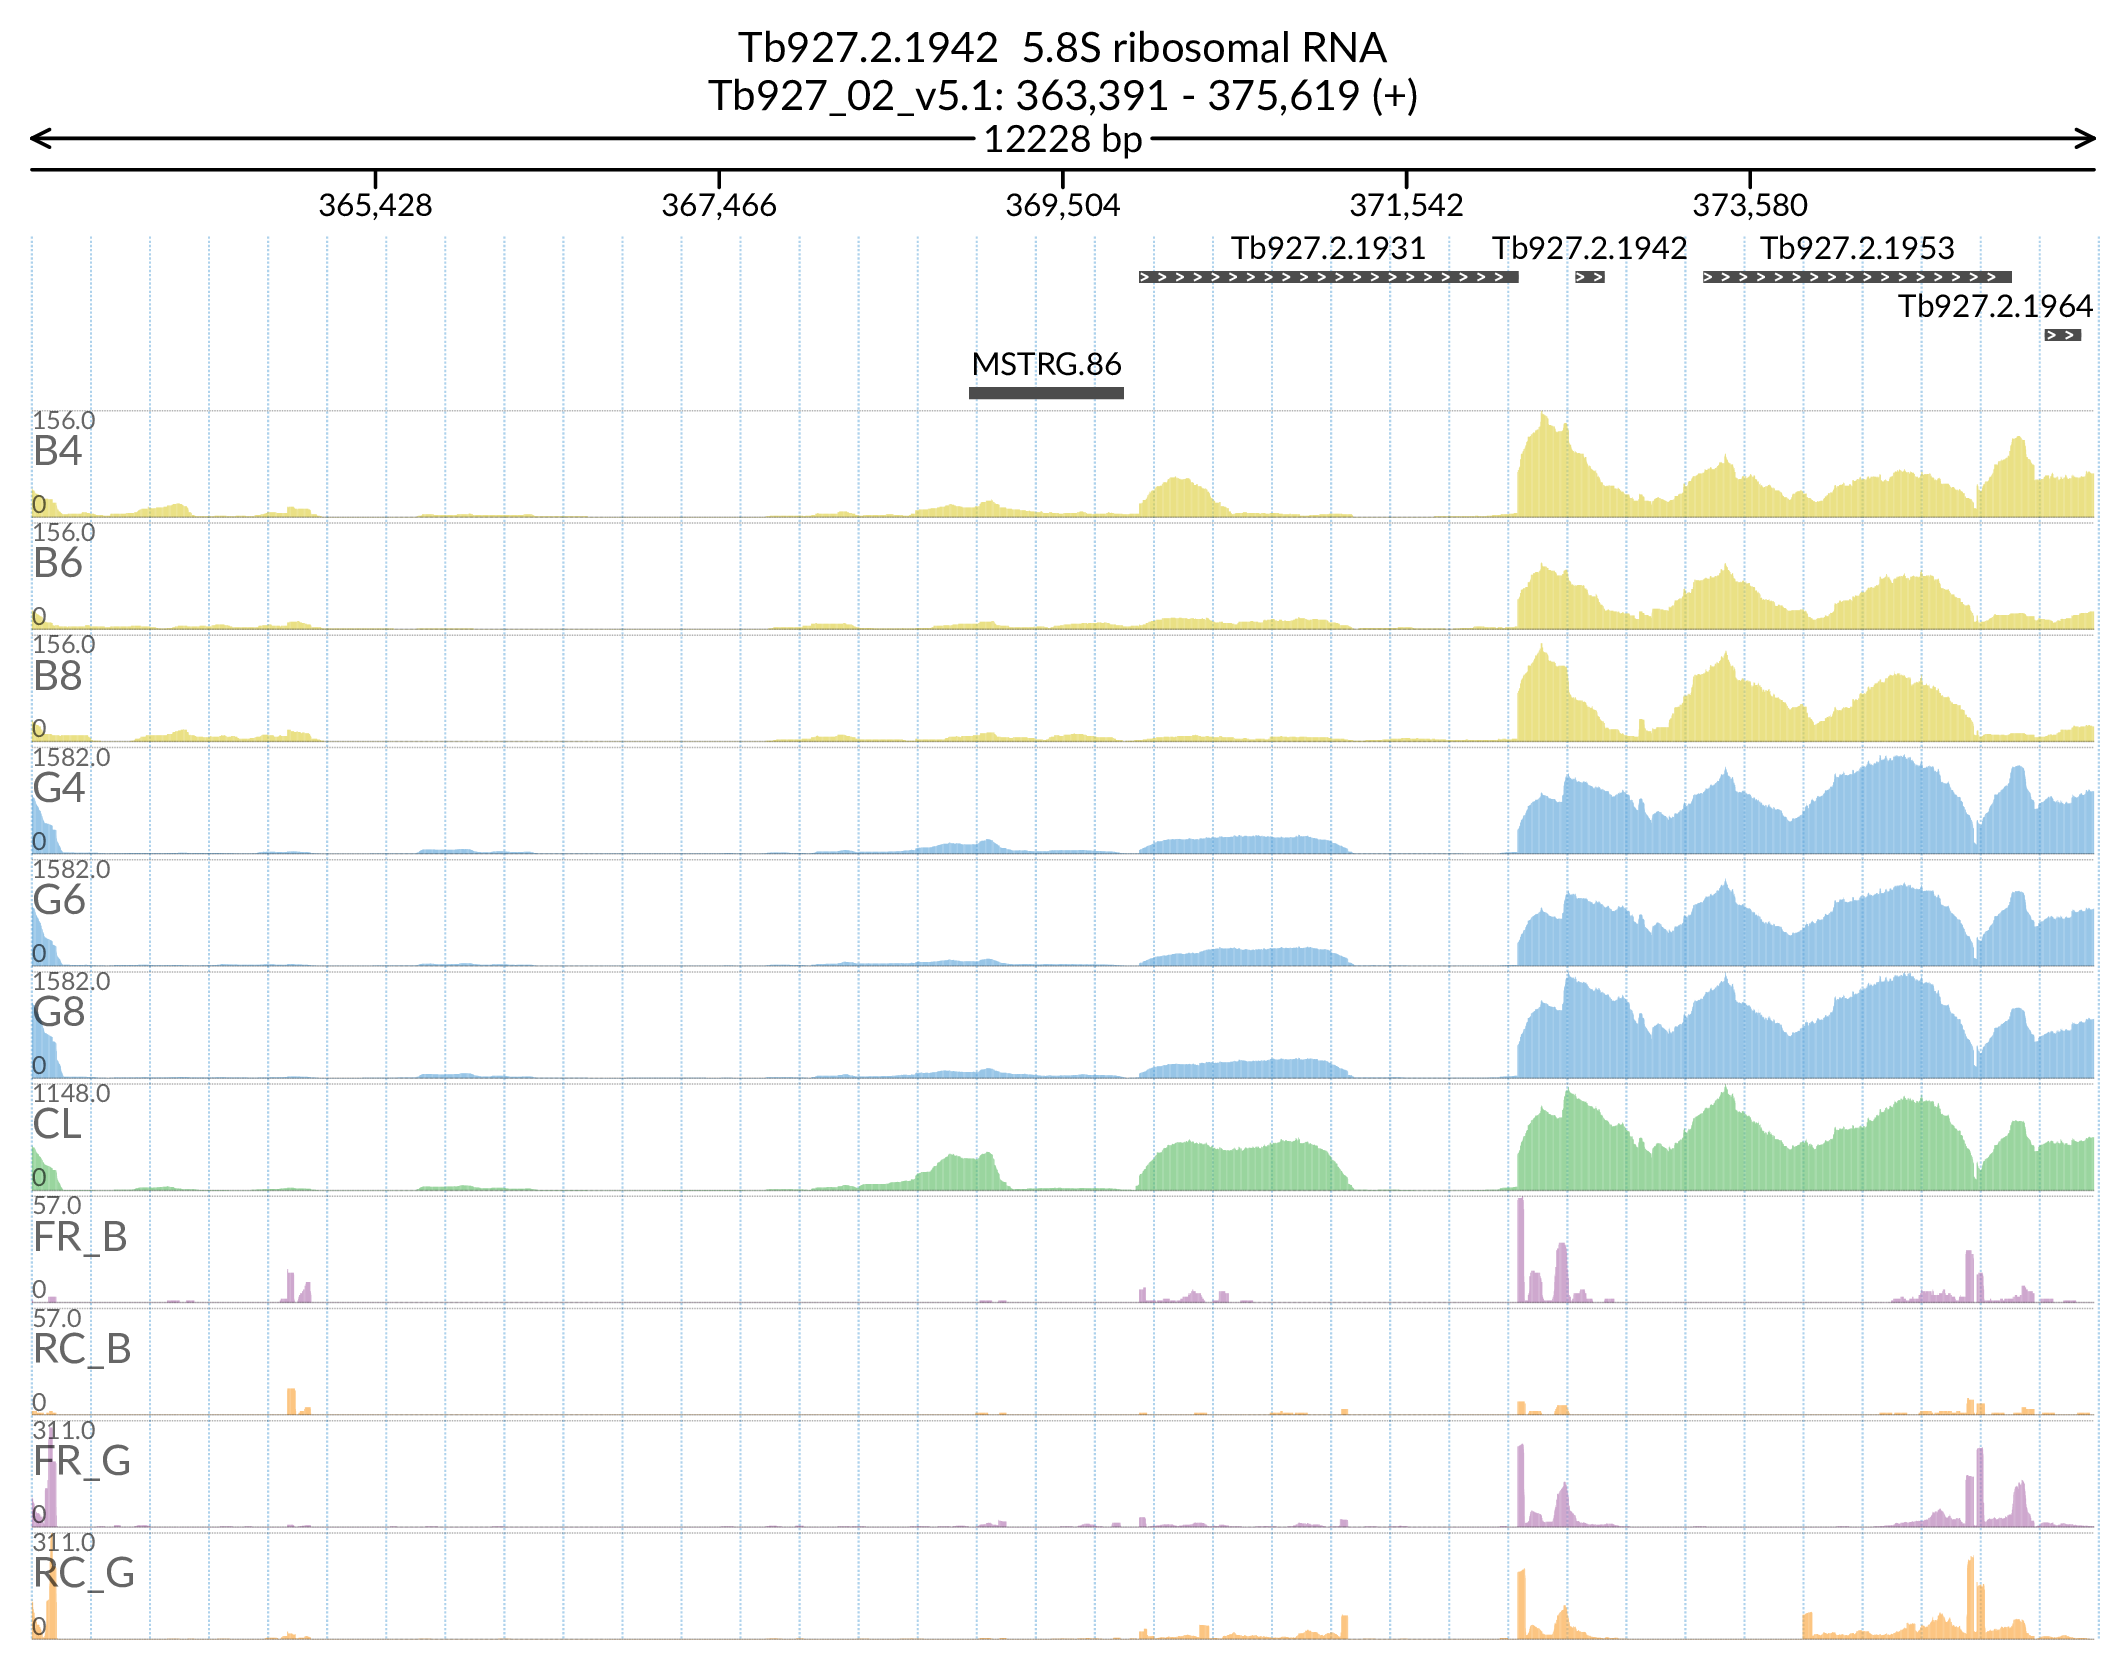 Tb927.2.1942  5.8S ribosomal RNA
Tb927_02_v5.1: 363,391 - 375,619 (+)
12228 bp
365,428 367,466 369,504 371,542 373,580
Tb927.2.1931 Tb927.2.1942 Tb927.2.1953
Tb927.2.1964
MSTRG.86
156.0
B4
0
156.0
B6
0
156.0
B8
0
1582.0
G4
0
1582.0
G6
0
1582.0
G8
0
1148.0
CL
0
57.0
FR_B
0
57.0
RC_B
0
311.0
FR_G
0
311.0
RC_G
0